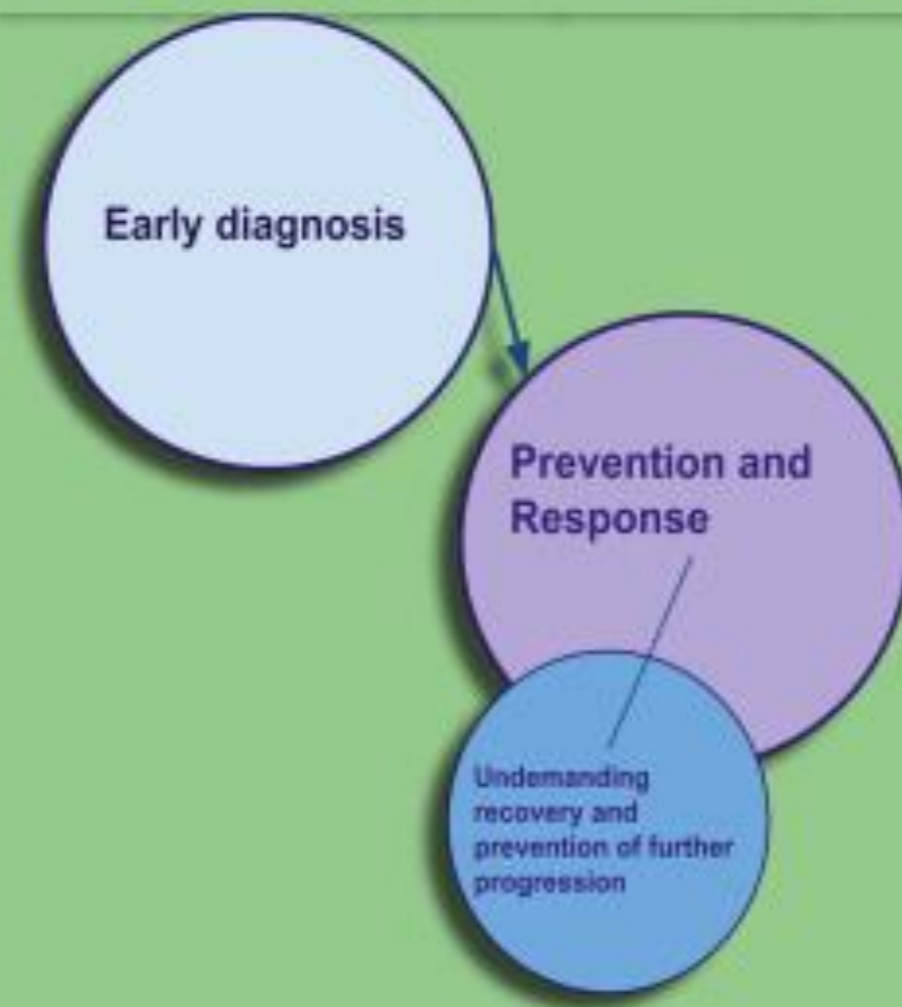 Early diagnosis
Prevention and
Response
Undemanding
recovery and
prevention of further
progression